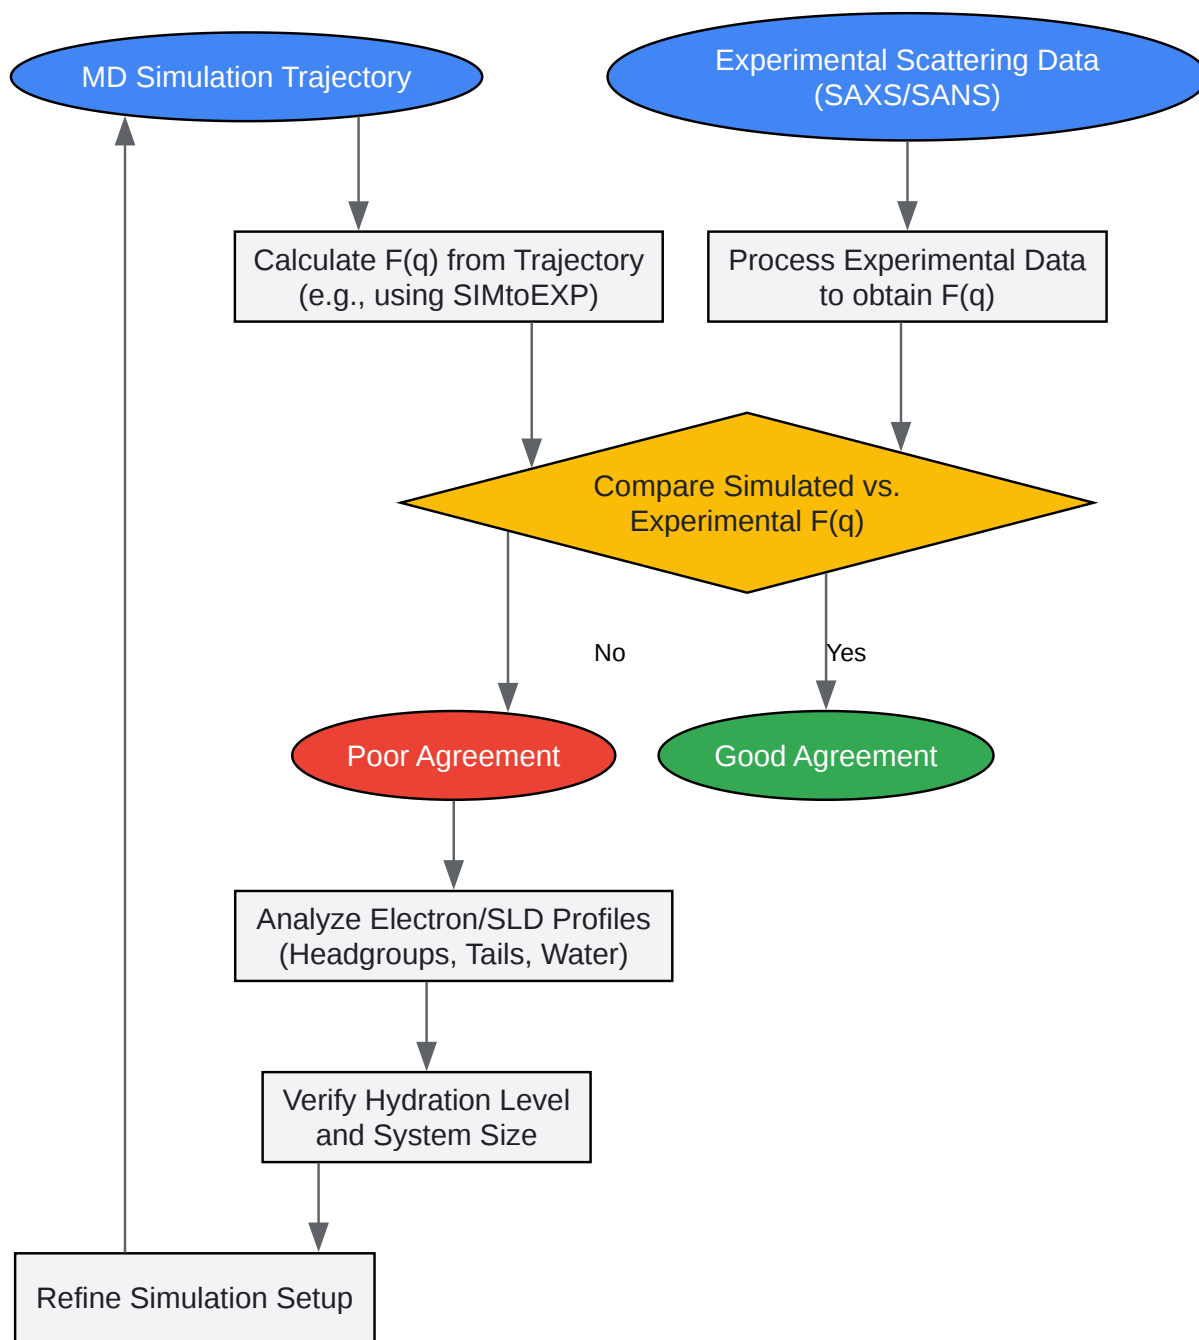 MD Simulation Trajectory
Experimental Scattering Data
(SAXS/SANS)
Calculate F(q) from Trajectory
(e.g., using SIMtoEXP)
Process Experimental Data
to obtain F(q)
Compare Simulated vs.
Experimental F(q)
No
Yes
Poor Agreement
Good Agreement
Analyze Electron/SLD Profiles
(Headgroups, Tails, Water)
Verify Hydration Level
and System Size
Refine Simulation Setup